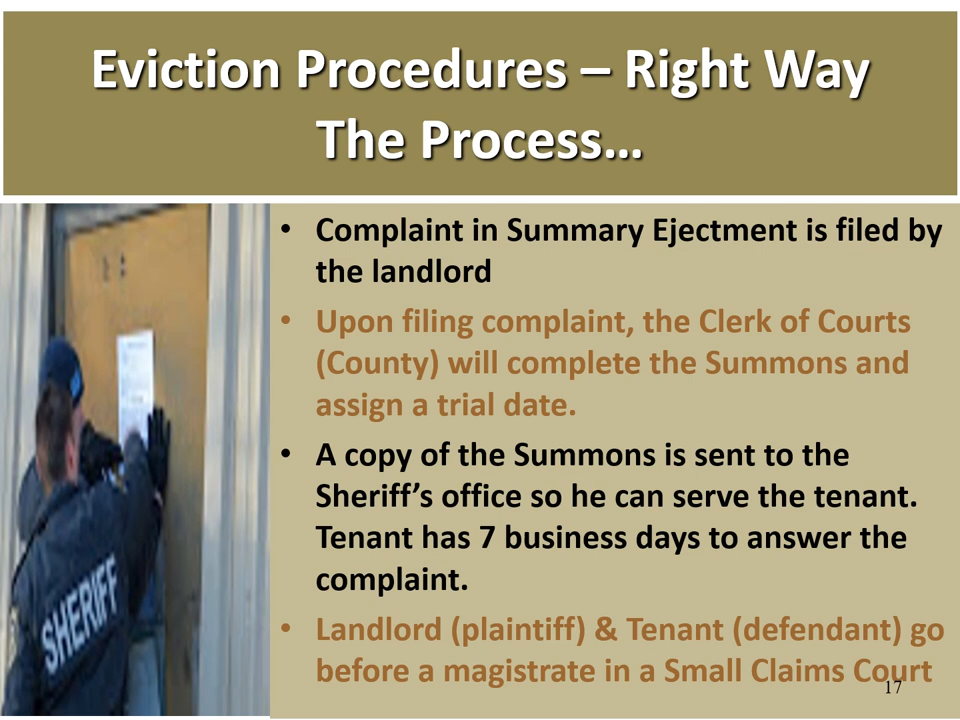 Eviction Procedures – Right Way
The Process…
• Complaint in Summary Ejectment is filed by
the landlord
• Upon filing complaint, the Clerk of Courts
(County) will complete the Summons and
assign a trial date.
• A copy of the Summons is sent to the
Sheriff’s office so he can serve the tenant.
Tenant has 7 business days to answer the
complaint.
• Landlord (plaintiff) & Tenant (defendant) go
before a magistrate in a Small Claims Court
17
SHERIFF